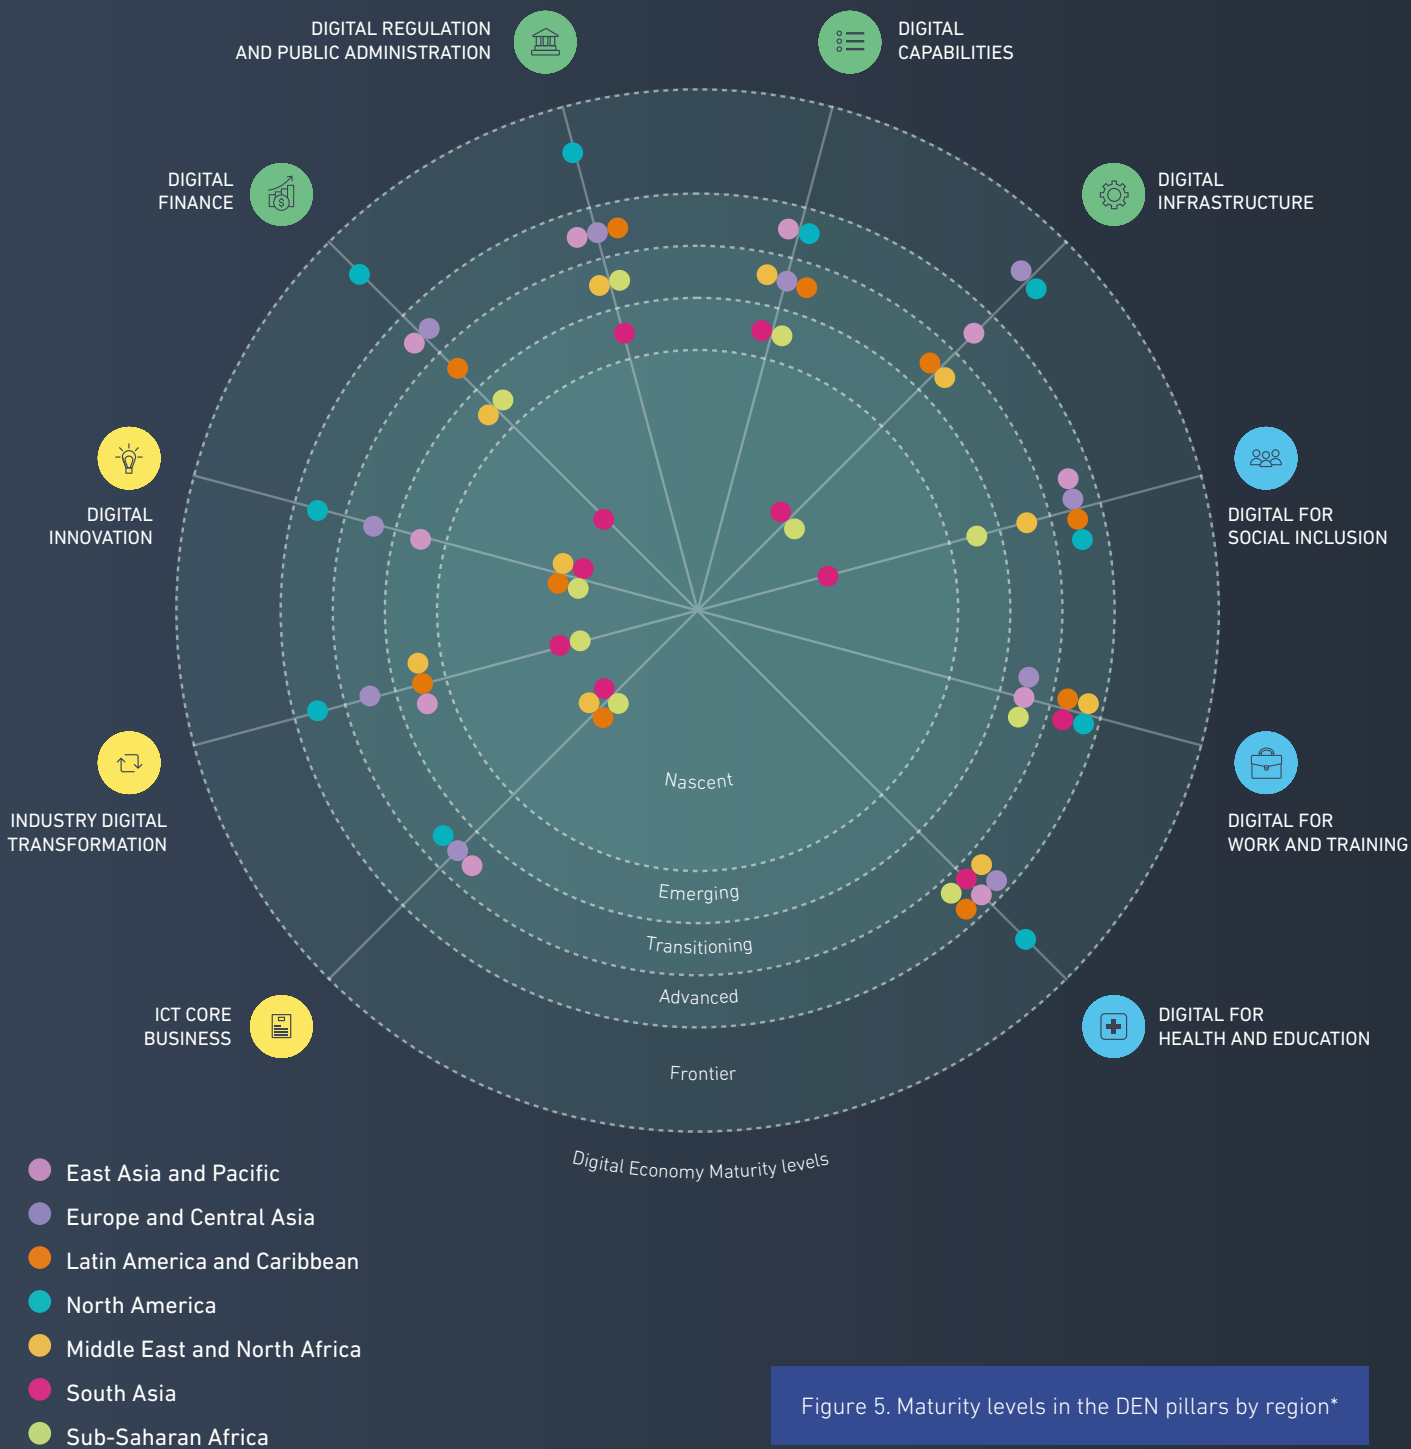 DIGITAL REGULATION
AND PUBLIC ADMINISTRATION
DIGITAL
CAPABILITIES
DIGITAL
FINANCE
DIGITAL
INFRASTRUCTURE
DIGITAL
INNOVATION
DIGITAL FOR
SOCIAL INCLUSION
INDUSTRY DIGITAL
TRANSFORMATION
DIGITAL FOR
WORK AND TRAINING
ICT CORE
BUSINESS
DIGITAL FOR
HEALTH AND EDUCATION
Nascent
Emerging
Transitioning
Advanced
Frontier
Digital Economy Maturity levels
East Asia and Pacific
Europe and Central Asia
Latin America and Caribbean
North America
Middle East and North Africa
South Asia
Sub-Saharan Africa
Figure 5. Maturity levels in the DEN pillars by region*